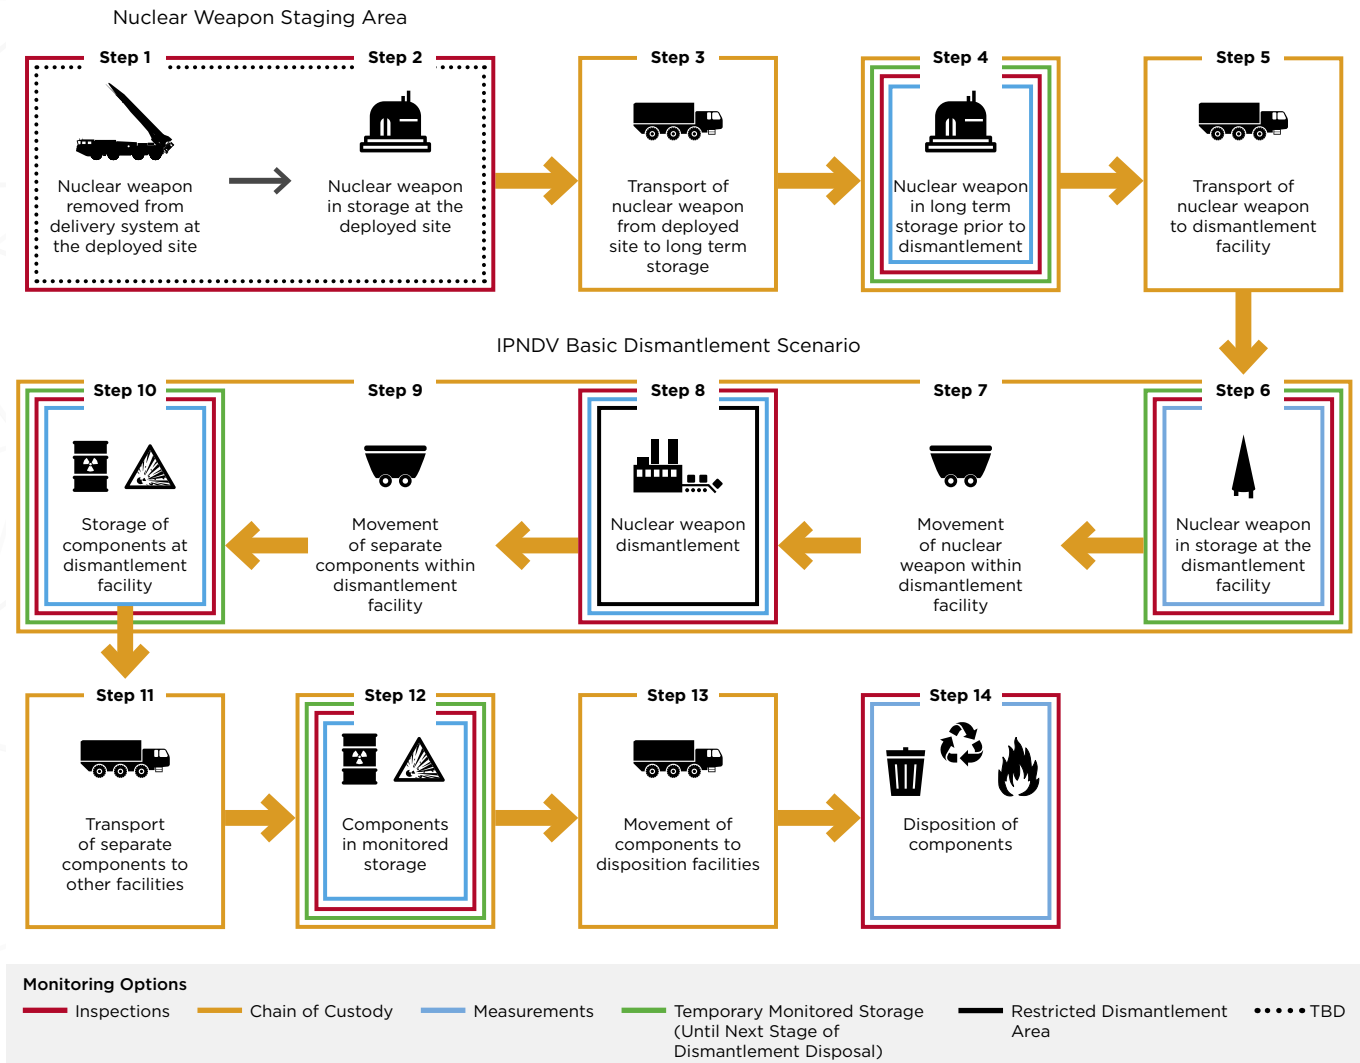 Nuclear Weapon Staging Area
Step 1
Nuclear weapon
removed from
delivery system at
the deployed site
Step 2
Nuclear weapon
in storage at the
deployed site
Step 3
Transport of
nuclear weapon
from deployed
site to long term
storage
Step 4
Nuclear weapon
in long term
storage prior to
dismantlement
Step 5
Transport of
nuclear weapon
to dismantlement
facility
IPNDV Basic Dismantlement Scenario
Step 10
Storage of
components at
dismantlement
facility
Step 9
Movement
of separate
components within
dismantlement
facility
Step 8
Nuclear weapon
dismantlement
Step 7
Movement
of nuclear
weapon within
dismantlement
facility
Step 6
Nuclear weapon
in storage at the
dismantlement
facility
Step 11
Transport
of separate
components to
other facilities
Step 12
Components
in monitored
storage
Step 13
Movement of
components to
disposition facilities
Step 14
Disposition of
components
Monitoring Options
Inspections
Chain of Custody
Measurements
Temporary Monitored Storage
(Until Next Stage of
Dismantlement Disposal)
Restricted Dismantlement
Area
TBD